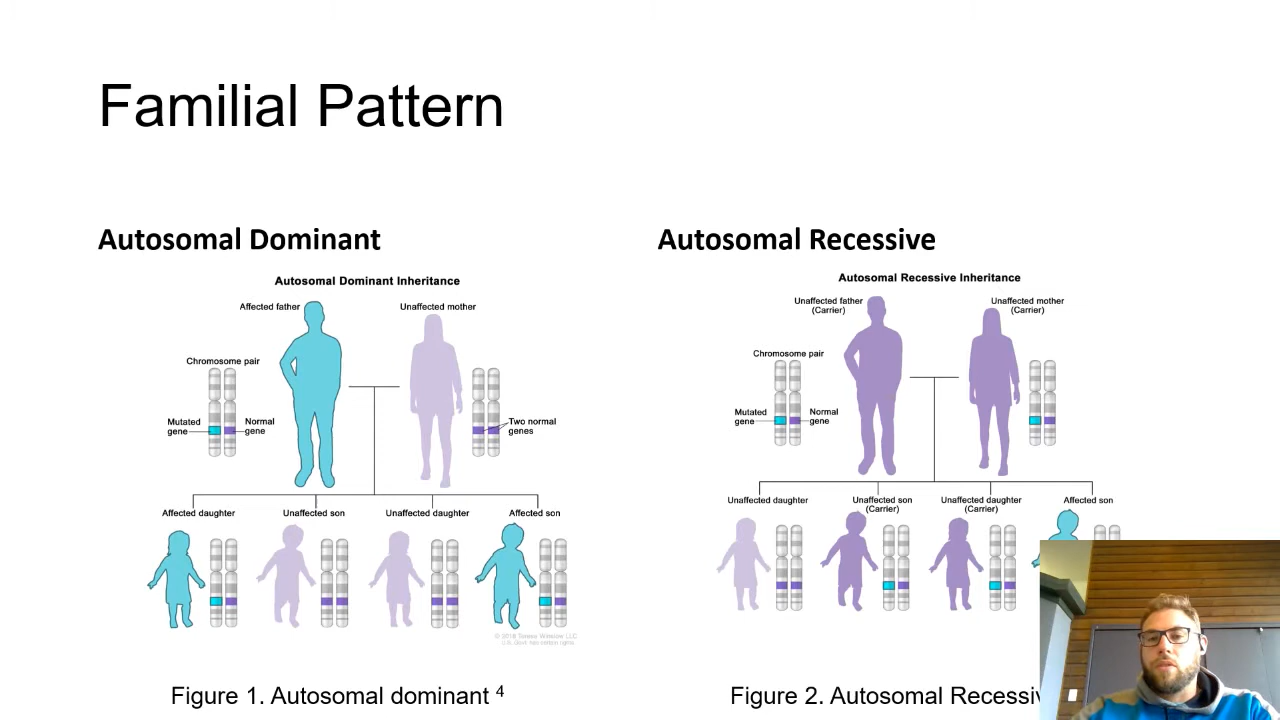 Familial Pattern
Autosomal Dominant
Autosomal Dominant Inheritance
Affected father
Unaffected mother
Chromosome pair
Mutated
gene
Normal
gene
Two normal
genes
Affected daughter
Unaffected son
Unaffected daughter
Affected son
© 2018 Terese Winslow LLC
U.S. Govt. has certain rights
Figure 1. Autosomal dominant 4
Autosomal Recessive
Autosomal Recessive Inheritance
Unaffected father
(Carrier)
Unaffected mother
(Carrier)
Chromosome pair
Mutated
gene
Normal
gene
Unaffected daughter
Unaffected son
(Carrier)
Unaffected daughter
(Carrier)
Affected son
Figure 2. Autosomal